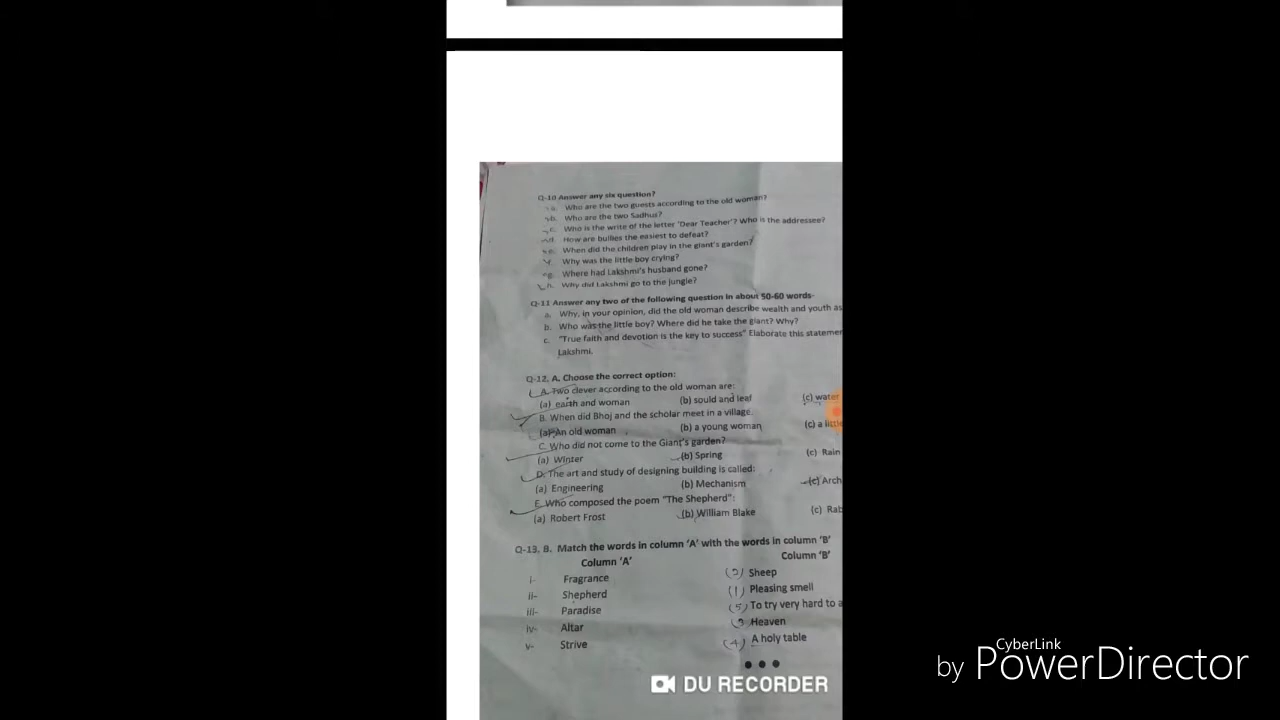 Q-10 Answer any six question?
a. Who are the two guests according to the old woman?
b. Who are the two Sadhus?
c. Who is the write of the letter 'Dear Teacher'? Who is the addressee?
d. How are bullies the easiest to defeat?
e. When did the children play in the giant's garden?
f. Why was the little boy crying?
g. Where had Lakshmi's husband gone?
h. Why did Lakshmi go to the jungle?
Q-11 Answer any two of the following question in about 50-60 words-
a. Why, in your opinion, did the old woman describe wealth and youth as
b. Who was the little boy? Where did he take the giant? Why?
c. "True faith and devotion is the key to success" Elaborate this statemen
Lakshmi.
Q-12. A. Choose the correct option:
A. Two clever according to the old woman are:
(a) earth and woman (b) sould and leaf (c) water
B. When did Bhoj and the scholar meet in a village.
(a) An old woman (b) a young woman (c) a little
C. Who did not come to the Giant's garden?
(a) Winter (b) Spring (c) Rain
D. The art and study of designing building is called:
(a) Engineering (b) Mechanism (c) Arch
E. Who composed the poem "The Shepherd":
(a) Robert Frost (b) William Blake (c) Rab
Q-13. B. Match the words in column 'A' with the words in column 'B'
Column 'A' Column 'B'
i- Fragrance (2) Sheep
ii- Shepherd (1) Pleasing smell
iii- Paradise (5) To try very hard to a
iv- Altar (3) Heaven
v- Strive (4) A holy table
DU RECORDER
CyberLink
by PowerDirector